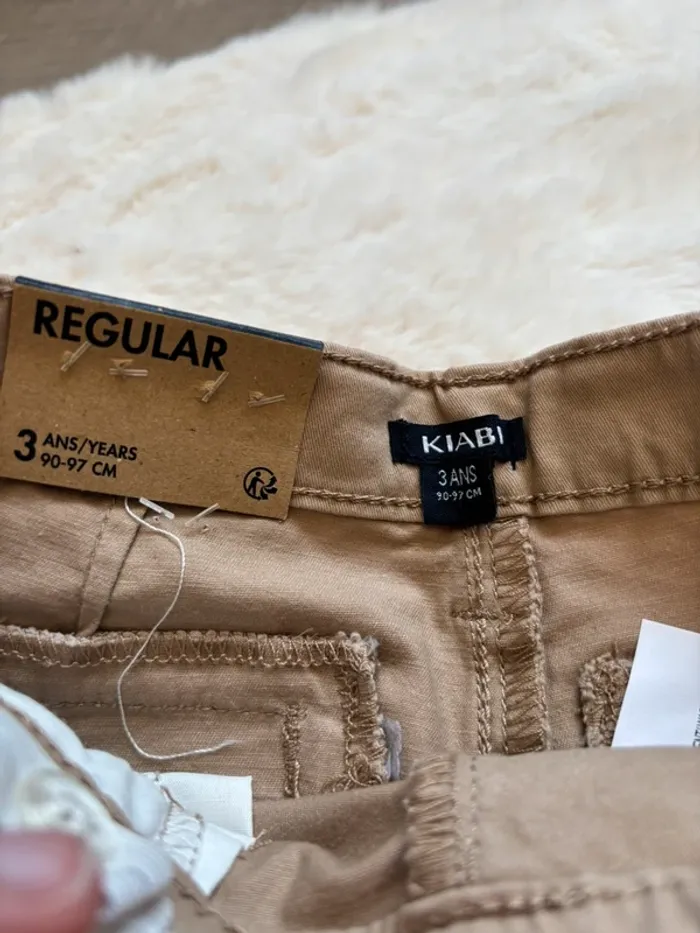 REGULAR
3 ANS/YEARS
90-97 CM
KIABI
3 ANS
90-97 CM